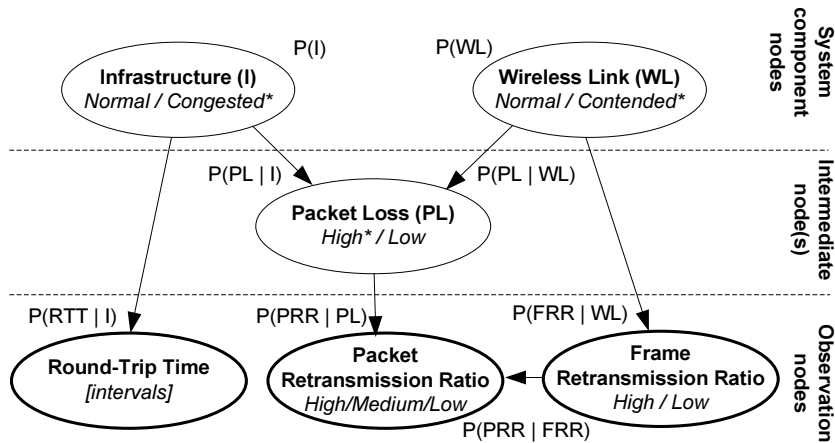 P(I)
P(WL)
Infrastructure (I)
Normal / Congested*
Wireless Link (WL)
Normal / Contended*
System
component
nodes
P(PL | I)
P(PL | WL)
Packet Loss (PL)
High* / Low
Intermediate
node(s)
P(RTT | I)
P(PRR | PL)
P(FRR | WL)
Round-Trip Time
[intervals]
Packet
Retransmission Ratio
High/Medium/Low
Frame
Retransmission Ratio
High / Low
P(PRR | FRR)
Observation
nodes